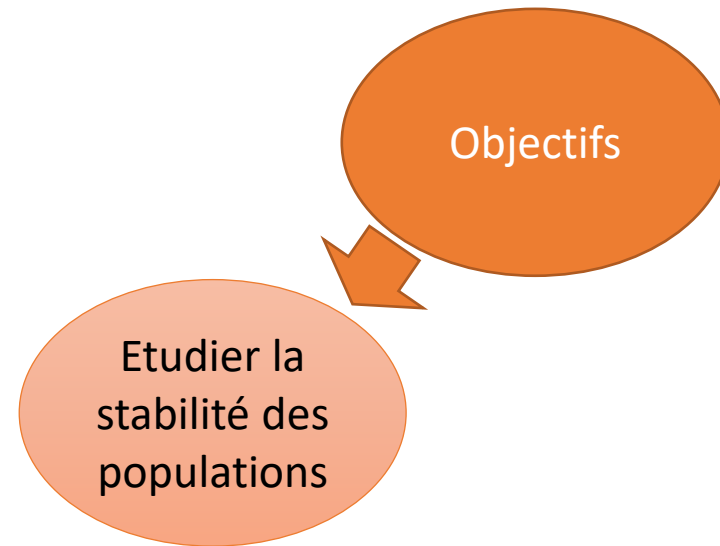 Objectifs
Etudier la
stabilité des
populations